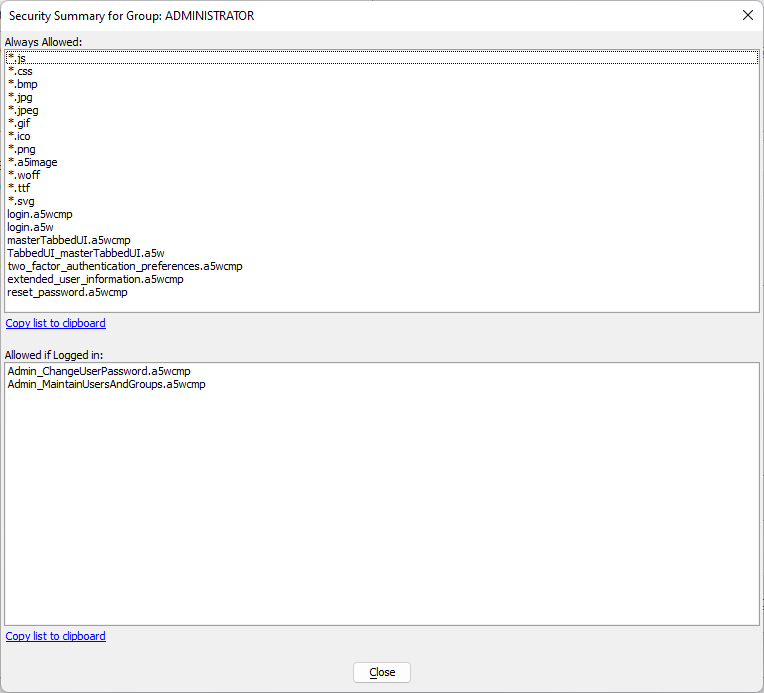 Security Summary for Group: ADMINISTRATOR
Always Allowed:
*.js
*.css
*.bmp
*.jpg
*.jpeg
*.gif
*.ico
*.png
*.a5image
*.woff
*.ttf
*.svg
login.a5wcmp
login.a5w
masterTabbedUI.a5wcmp
TabbedUI_masterTabbedUI.a5w
two_factor_authentication_preferences.a5wcmp
extended_user_information.a5wcmp
reset_password.a5wcmp
Copy list to clipboard
Allowed if Logged in:
Admin_ChangeUserPassword.a5wcmp
Admin_MaintainUsersAndGroups.a5wcmp
Copy list to clipboard
Close